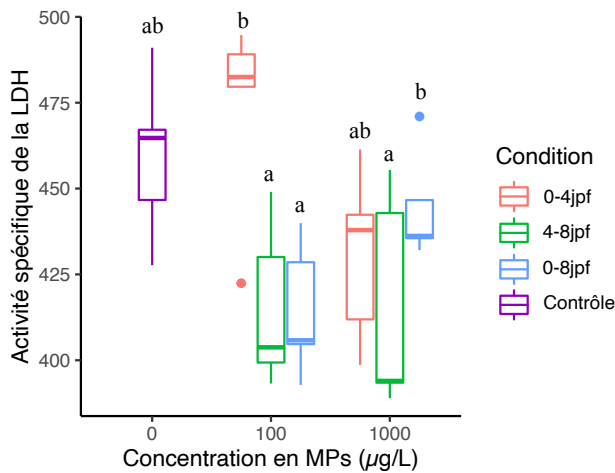 500
475
450
425
400
Activité spécifique de la LDH
ab
b
a
a
ab
a
b
0
100
1000
Concentration en MPs (µg/L)
Condition
0-4jpf
4-8jpf
0-8jpf
Contrôle